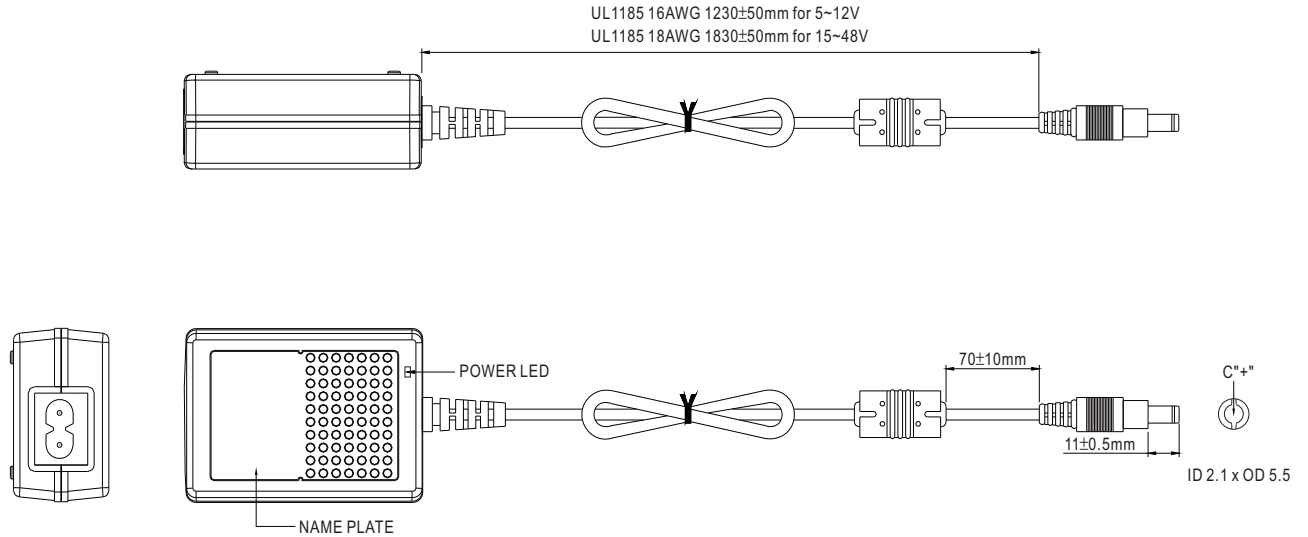 UL1185 16AWG 1230±50mm for 5~12V
UL1185 18AWG 1830±50mm for 15~48V
POWER LED
70±10mm
C"+"
11±0.5mm
ID 2.1 x OD 5.5
NAME PLATE